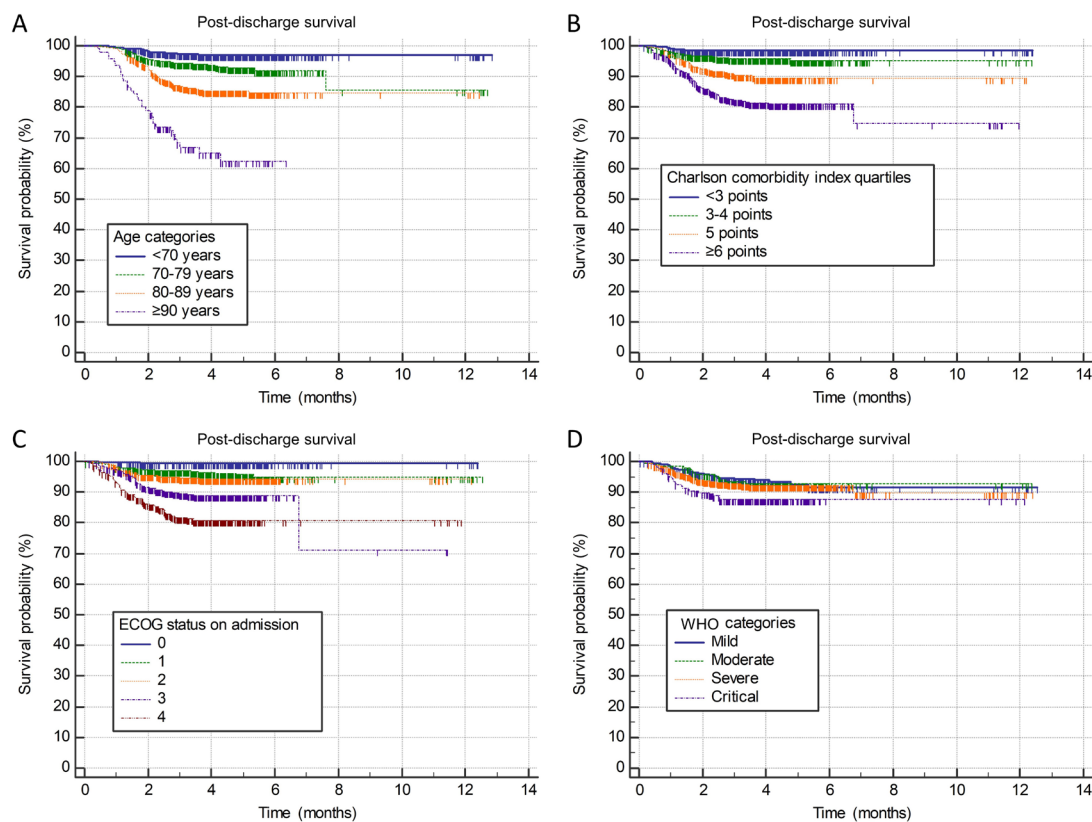 A
Post-discharge survival
100
90
80
70
60
50
40
30
20
10
0
Survival probability (%)
Age categories
<70 years
70-79 years
80-89 years
≥90 years
0 2 4 6 8 10 12 14
Time (months)
B
Post-discharge survival
100
90
80
70
60
50
40
30
20
10
0
Survival probability (%)
Charlson comorbidity index quartiles
<3 points
3-4 points
5 points
≥6 points
0 2 4 6 8 10 12 14
Time (months)
C
Post-discharge survival
100
90
80
70
60
50
40
30
20
10
0
Survival probability (%)
ECOG status on admission
0
1
2
3
4
0 2 4 6 8 10 12 14
Time (months)
D
Post-discharge survival
100
90
80
70
60
50
40
30
20
10
0
Survival probability (%)
WHO categories
Mild
Moderate
Severe
Critical
0 2 4 6 8 10 12 14
Time (months)